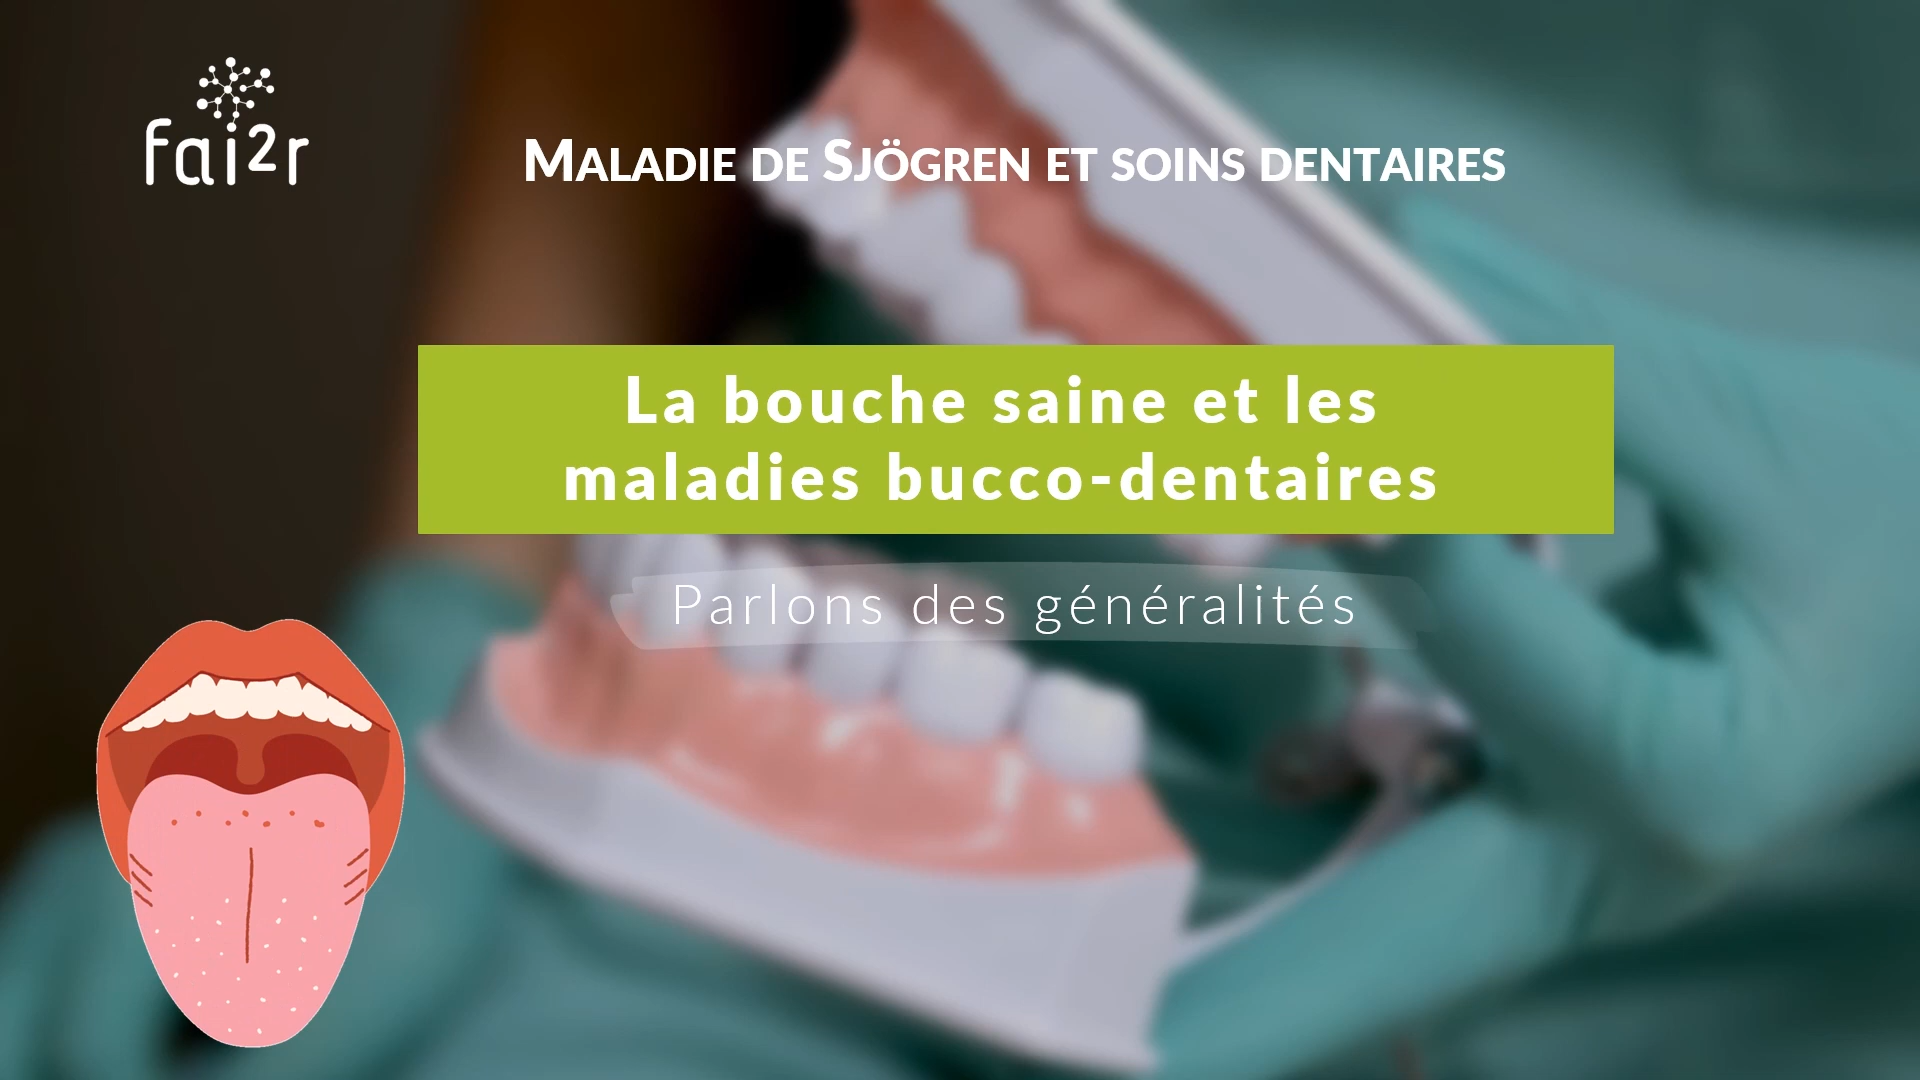 fai2r
Maladie de Sjögren et soins dentaires
La bouche saine et les
maladies bucco-dentaires
Parlons des généralités